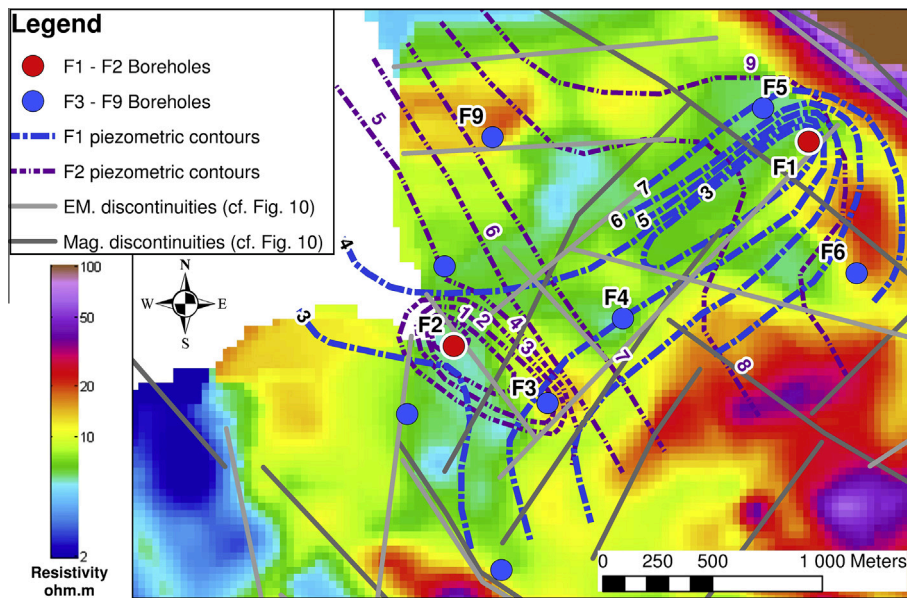 Legend
F1 - F2 Boreholes
F3 - F9 Boreholes
F1 piezometric contours
F2 piezometric contours
EM. discontinuities (cf. Fig. 10)
Mag. discontinuities (cf. Fig. 10)
9
F5
5
F9
F1
7
3
6
5
6
4
F6
N
W
E
S
F4
3
F2
1
2
4
3
7
8
F3
100
50
20
10
2
Resistivity
ohm.m
0
250
500
1 000 Meters